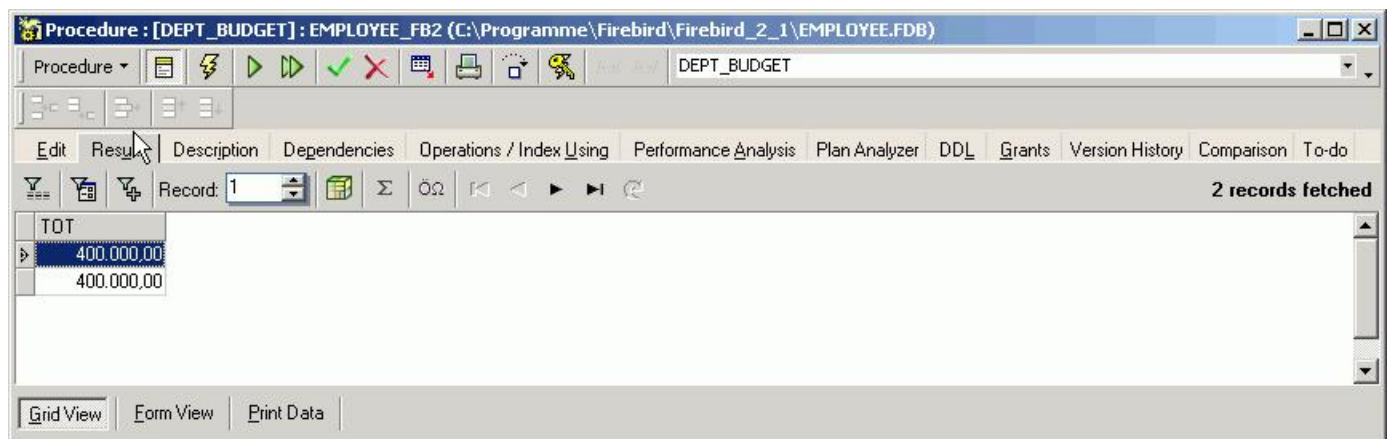 Procedure : [DEPT_BUDGET] : EMPLOYEE_FB2 (C:\Programme\Firebird\Firebird_2_1\EMPLOYEE.FDB)
Procedure DEPT_BUDGET
Edit Result Description Dependencies Operations / Index Using Performance Analysis Plan Analyzer DDL Grants Version History Comparison To-do
Record: 1 Σ ÖΩ 2 records fetched
TOT
400.000,00
400.000,00
Grid View Form View Print Data